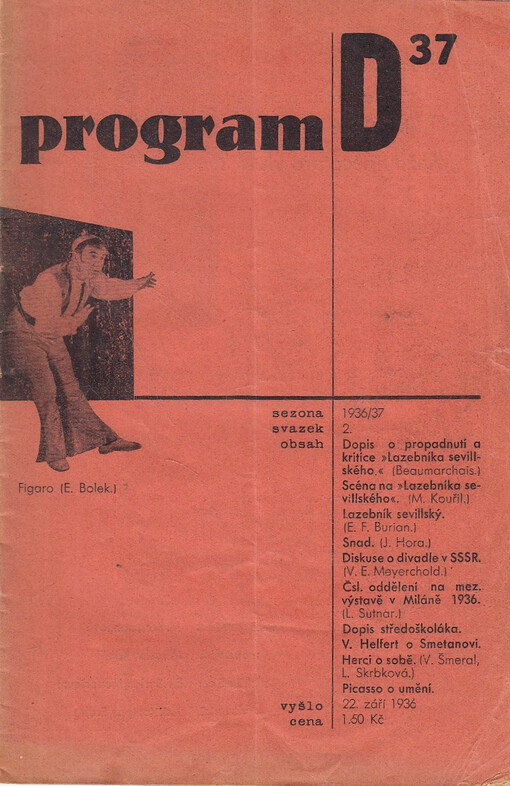 program D 37
Figaro (E. Bolek.)
sezona 1936/37
svazek 2.
obsah Dopis o propadnutí a
kritice »Lazebníka sevill-
ského.« (Beaumarchais.)
Scéna na »Lazebníka se-
villského«. (M. Kouřil.)
Lazebník sevillský.
(E. F. Burian.)
Snad. (J. Hora.)
Diskuse o divadle v SSSR.
(V. E. Meyerchold.)
Čsl. oddělení na mez.
výstavě v Miláně 1936.
(L. Sutnar.)
Dopis středoškoláka.
V. Helfert o Smetanovi.
Herci o sobě. (V. Šmeral,
L. Skrbková.)
Picasso o umění.
vyšlo 22. září 1936
cena 1.60 Kč